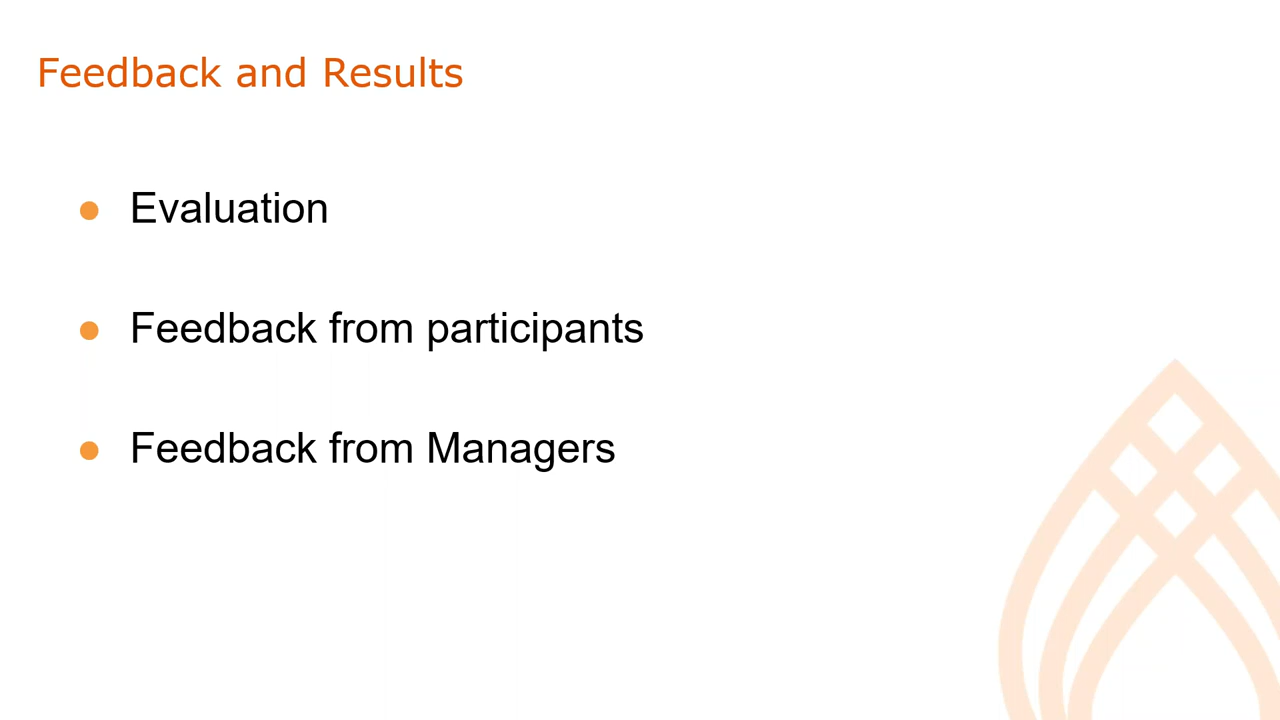 Feedback and Results
Evaluation
Feedback from participants
Feedback from Managers